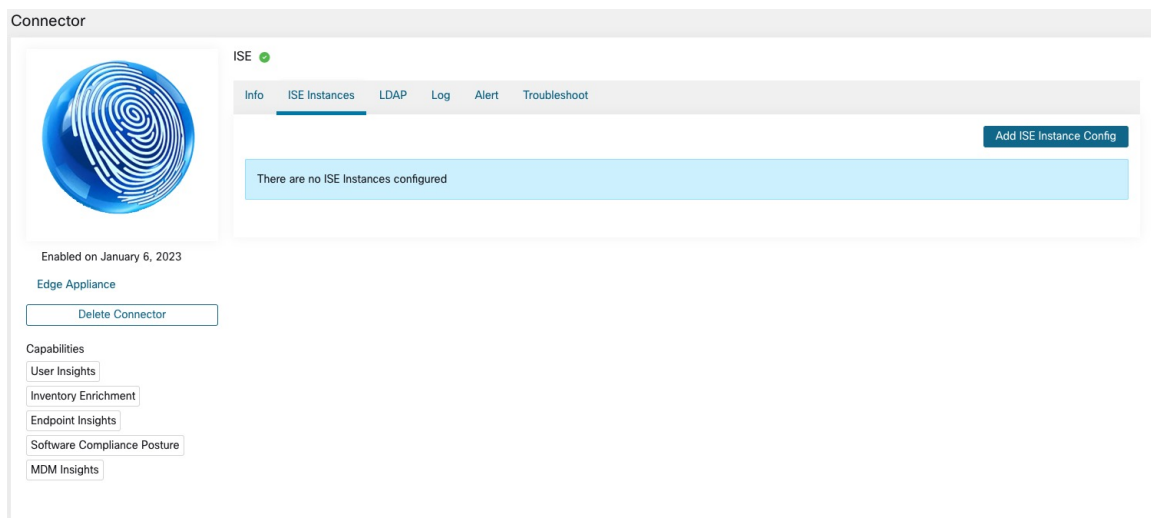 Connector
ISE
Info ISE Instances LDAP Log Alert Troubleshoot
Add ISE Instance Config
There are no ISE Instances configured
Enabled on January 6, 2023
Edge Appliance
Delete Connector
Capabilities
User Insights
Inventory Enrichment
Endpoint Insights
Software Compliance Posture
MDM Insights